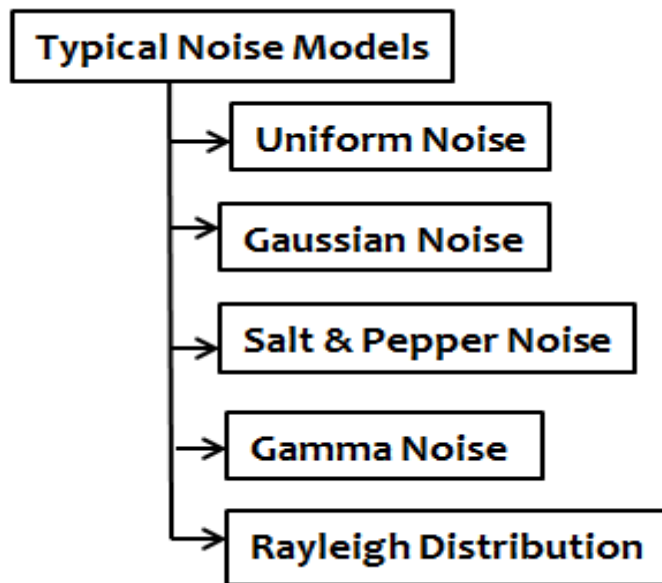 Typical Noise Models
Uniform Noise
Gaussian Noise
Salt & Pepper Noise
Gamma Noise
Rayleigh Distribution